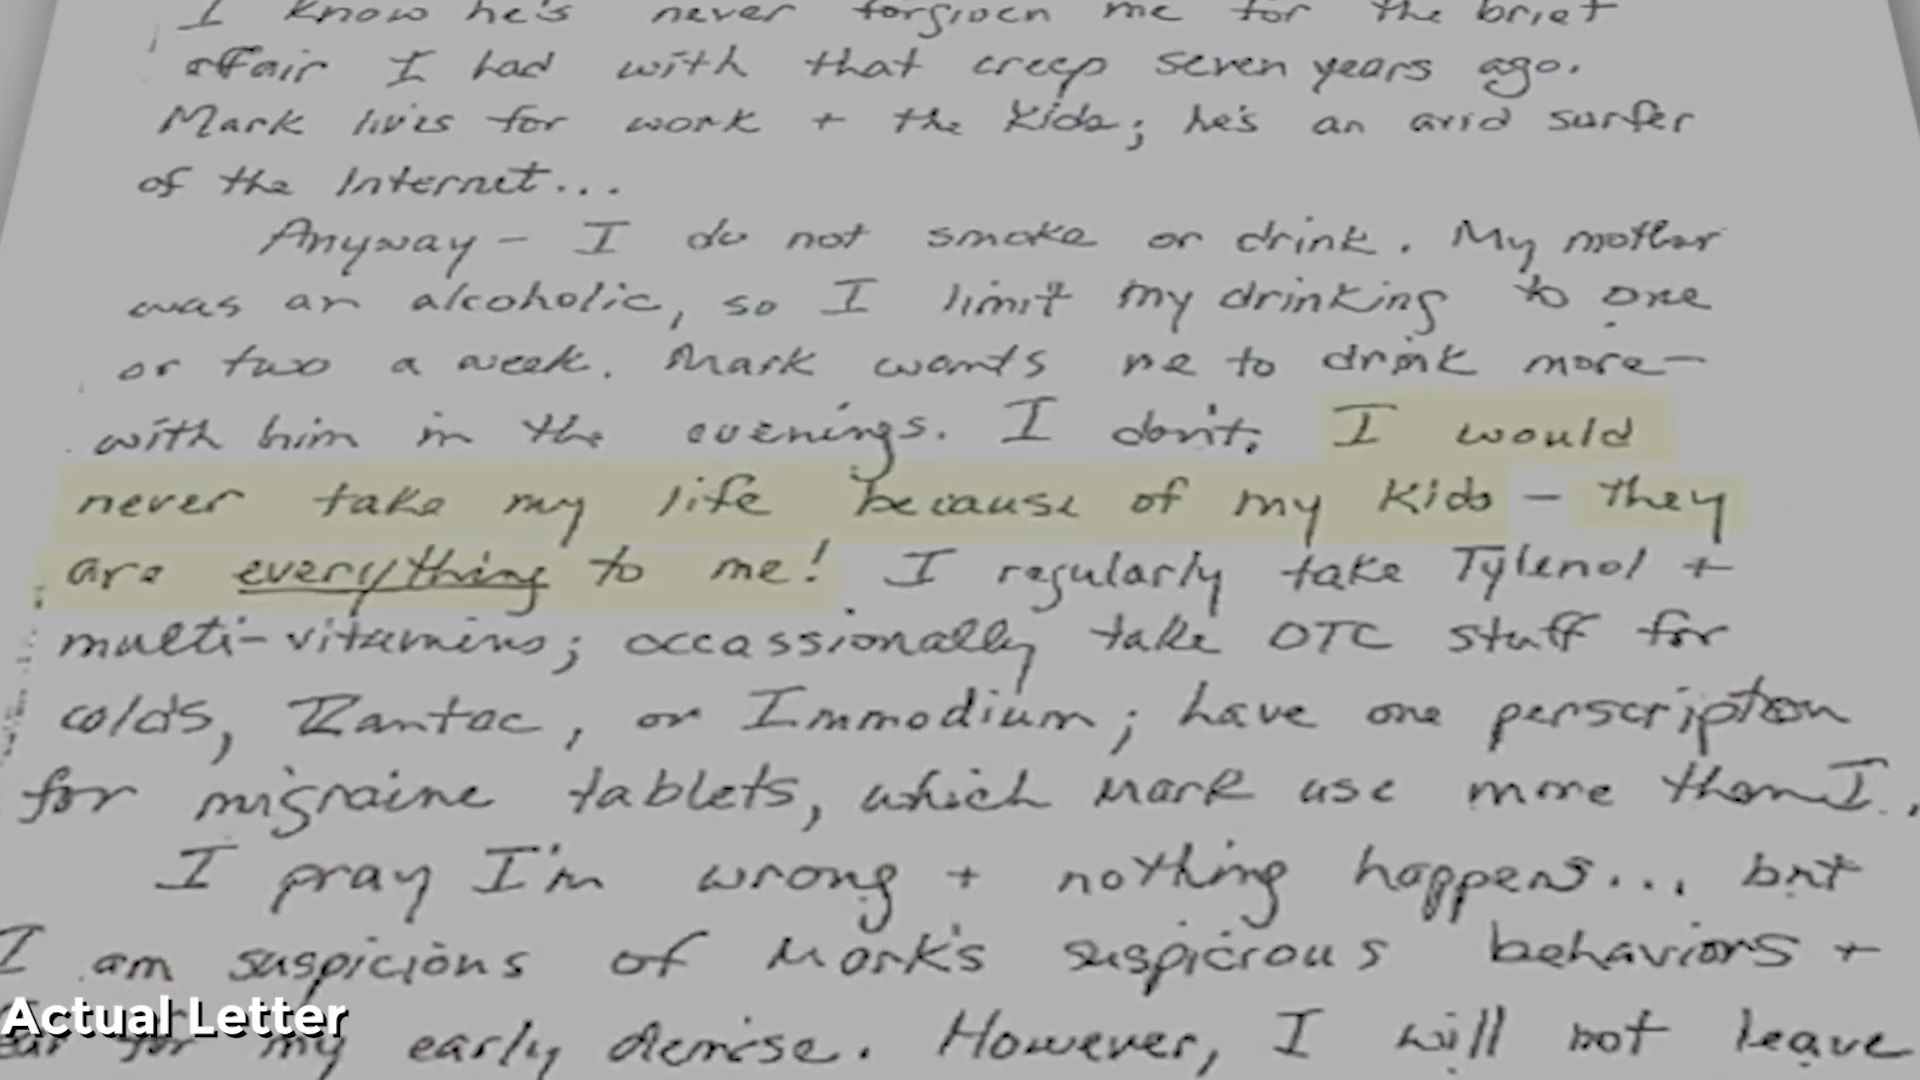 I know he's never forgiven me for the brief
affair I had with that creep seven years ago.
Mark lives for work + the kids; he's an avid surfer
of the Internet...
Anyway - I do not smoke or drink. My mother
was an alcoholic, so I limit my drinking to one
or two a week. Mark wants me to drink more-
with him in the evenings. I don't. I would
never take my life because of my kids - they
are everything to me! I regularly take Tylenol +
multi-vitamins; occassionally take OTC stuff for
colds, Zantac, or Immodium; have one perscription
for migraine tablets, which Mark use more than I.
I pray I'm wrong + nothing happens... but
I am suspicious of Mark's suspicious behaviors +
fear for my early demise. However, I will not leave
Actual Letter